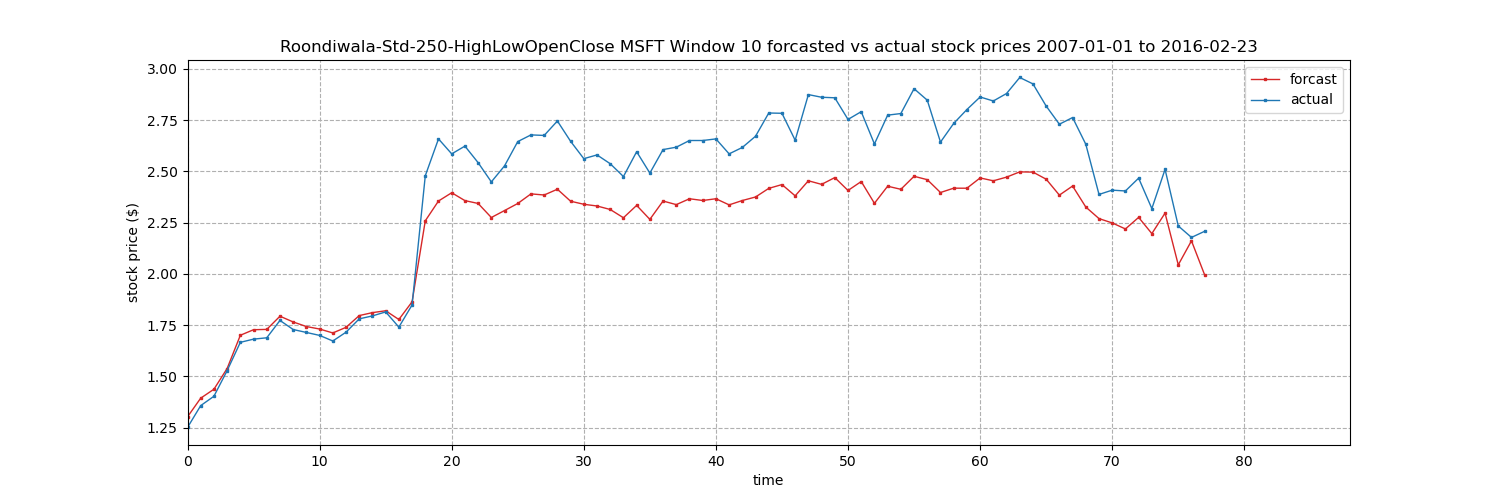 Roondiwala-Std-250-HighLowOpenClose MSFT Window 10 forcasted vs actual stock prices 2007-01-01 to 2016-02-23
forcast
actual
stock price ($)
3.00
2.75
2.50
2.25
2.00
1.75
1.50
1.25
0 10 20 30 40 50 60 70 80
time